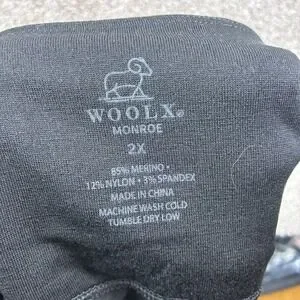 WOOLX®
MONROE
2X
85% MERINO •
12% NYLON • 3% SPANDEX
MADE IN CHINA
MACHINE WASH COLD
TUMBLE DRY LOW